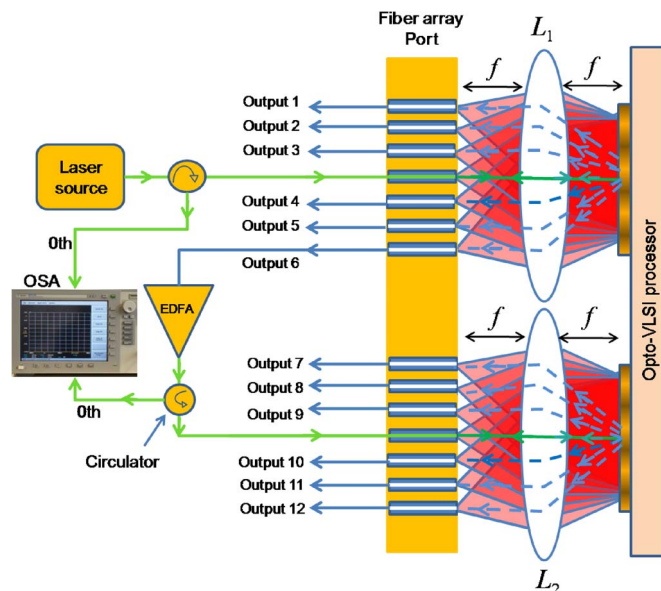 Fiber array
Port
L1
f
f
Output 1
Output 2
Output 3
Laser
source
Output 4
Output 5
Output 6
0th
OSA
EDFA
Opto-VLSI processor
f
f
Output 7
Output 8
Output 9
0th
Circulator
Output 10
Output 11
Output 12
L2